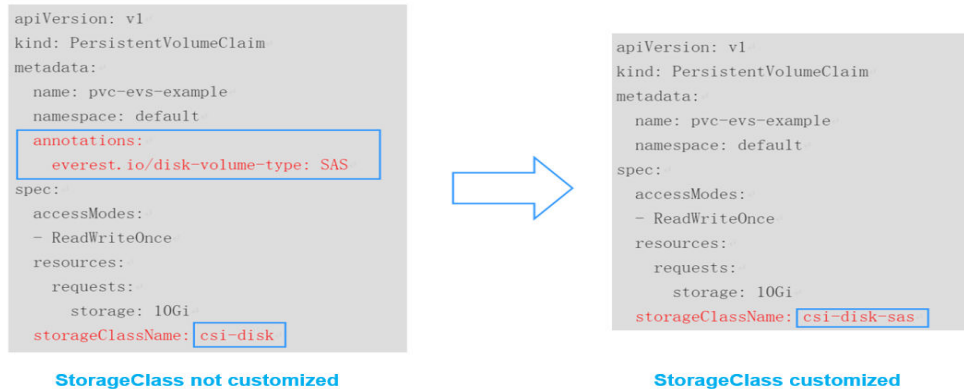 apiVersion: v1
kind: PersistentVolumeClaim
metadata:
  name: pvc-evs-example
  namespace: default
  annotations:
    everest.io/disk-volume-type: SAS
spec:
  accessModes:
  - ReadWriteOnce
  resources:
    requests:
      storage: 10Gi
  storageClassName: csi-disk
StorageClass not customized
apiVersion: v1
kind: PersistentVolumeClaim
metadata:
  name: pvc-evs-example
  namespace: default
spec:
  accessModes:
  - ReadWriteOnce
  resources:
    requests:
      storage: 10Gi
  storageClassName: csi-disk-sas
StorageClass customized